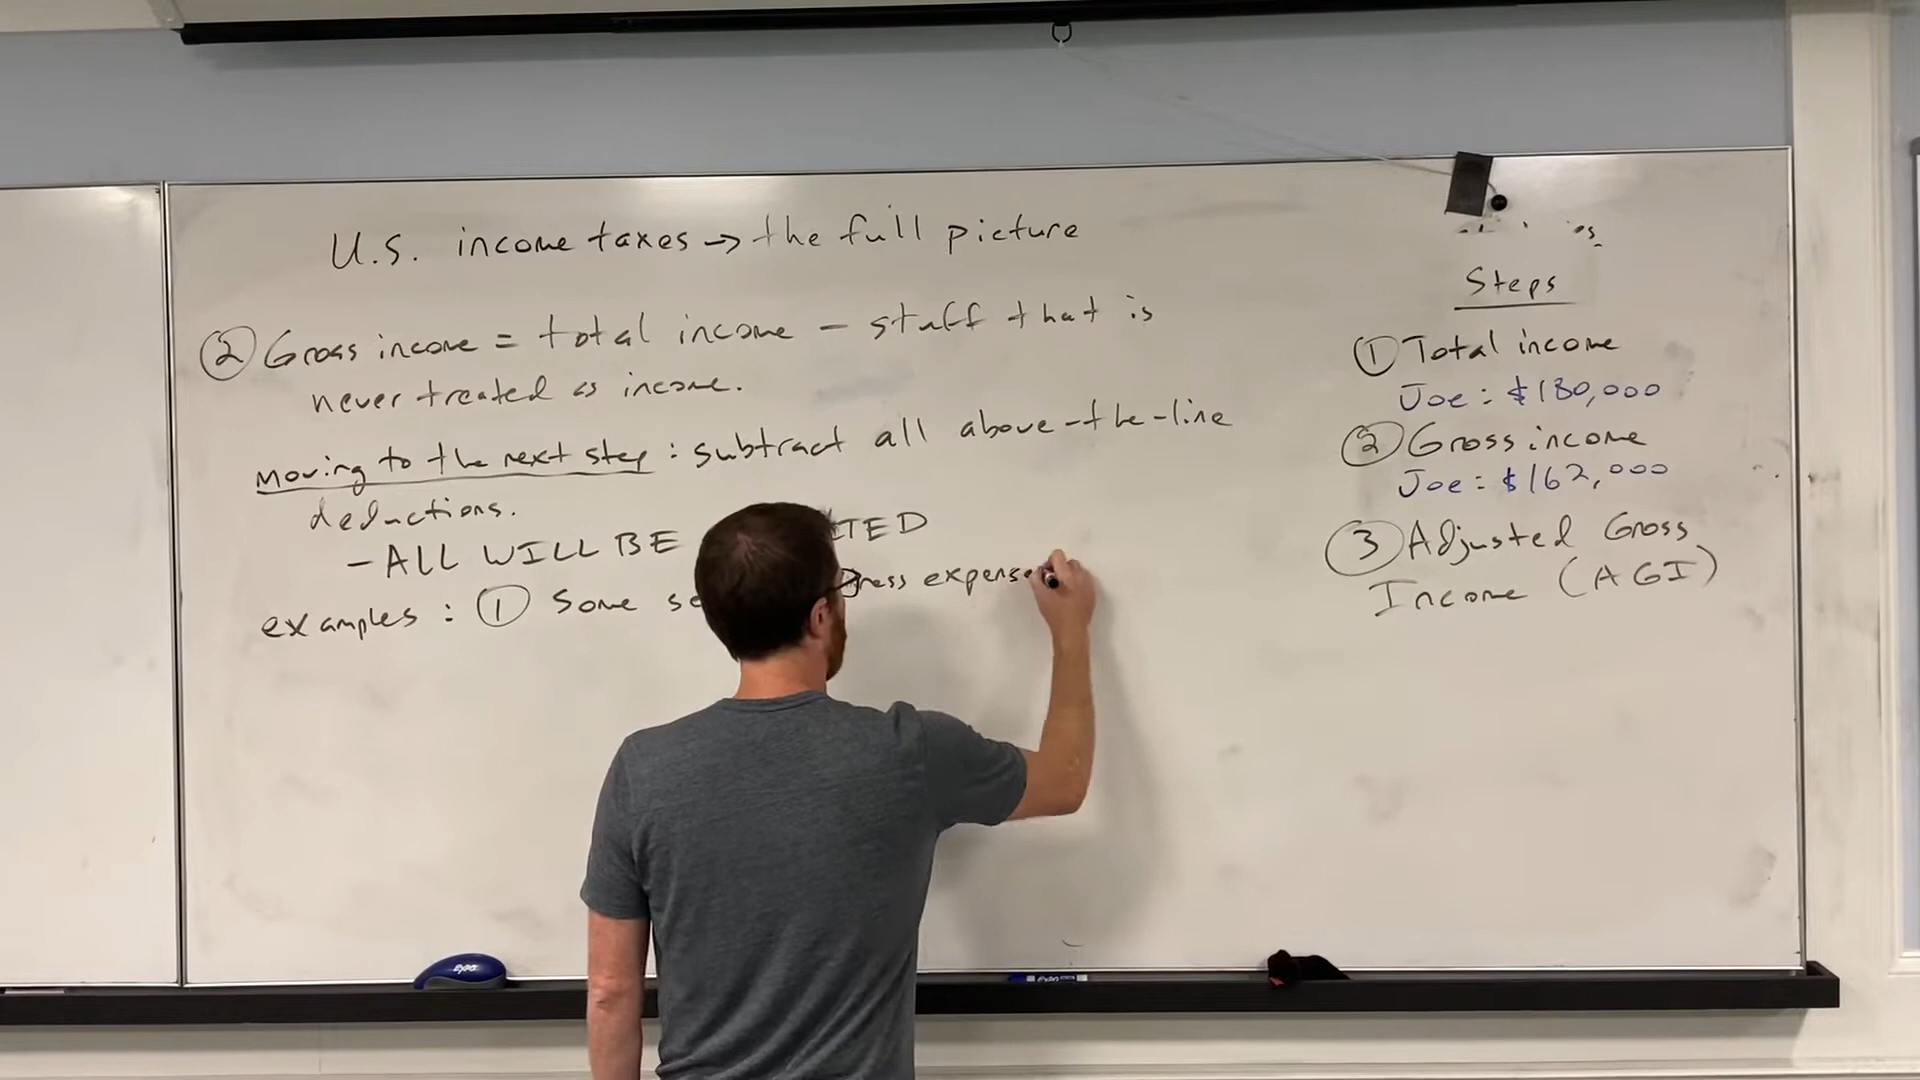 U.S. income taxes → the full picture
② Gross income = total income - stuff that is
never treated as income.
Moving to the next step : subtract all above-the-line
deductions.
- ALL WILL BE
examples : ① Some expense
Steps
① Total income
Joe : $180,000
② Gross income
Joe : $162,000
③ Adjusted Gross
Income (AGI)
EXPO
EXPO